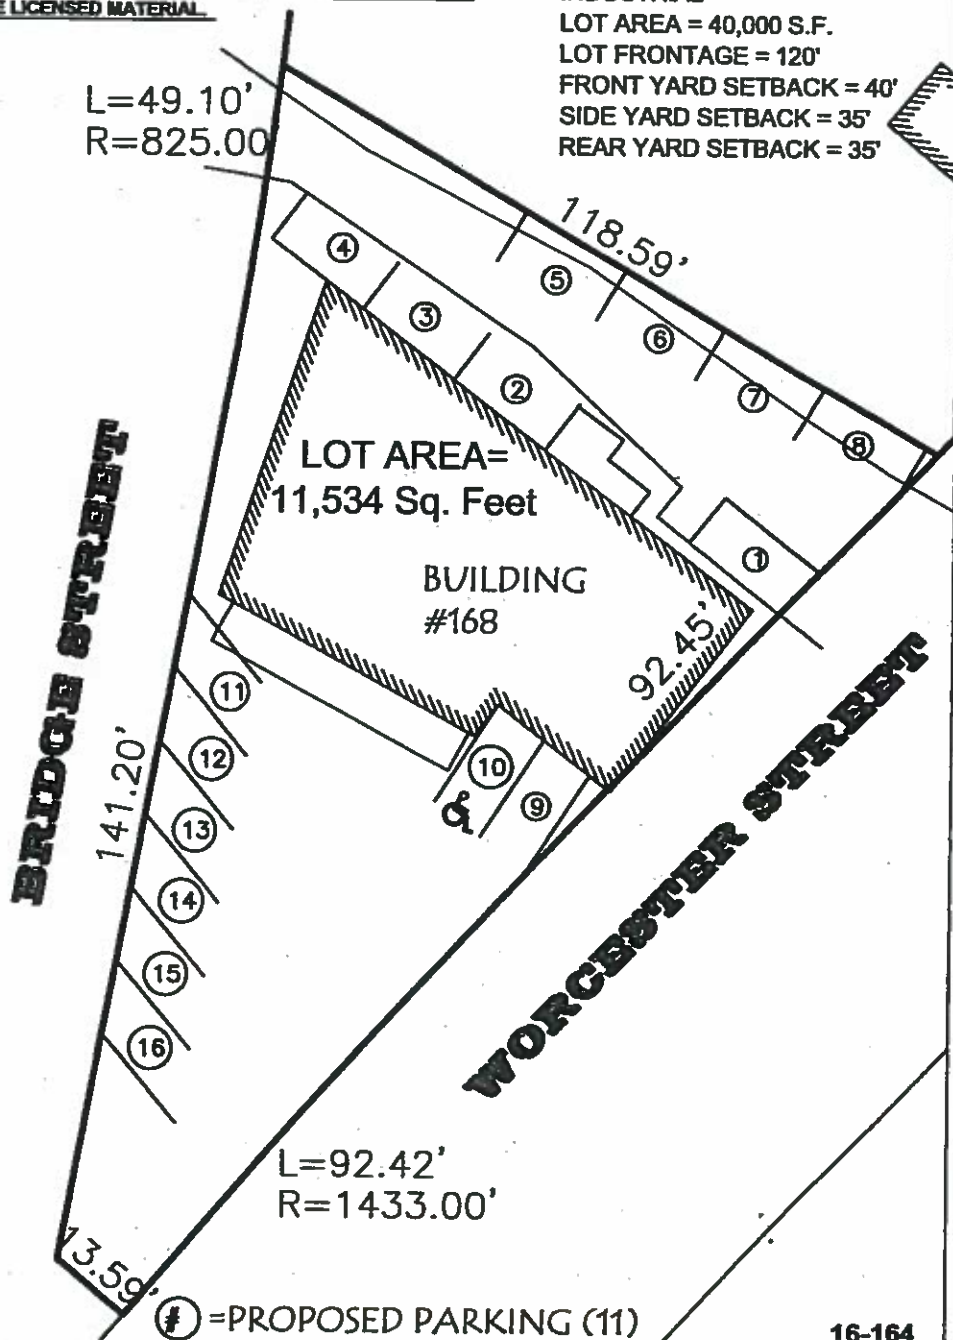 E LICENSED MATERIAL
LOT AREA = 40,000 S.F.
LOT FRONTAGE = 120'
FRONT YARD SETBACK = 40'
SIDE YARD SETBACK = 35'
REAR YARD SETBACK = 35'
L=49.10'
R=825.00
118.59'
4
3
2
5
6
7
8
1
LOT AREA=
11,534 Sq. Feet
BUILDING
#168
92.45'
BRIDGE STREET
141.20'
WORCESTER STREET
11
12
13
14
15
16
10
9
L=92.42'
R=1433.00'
13.59'
# =PROPOSED PARKING (11)
16-164